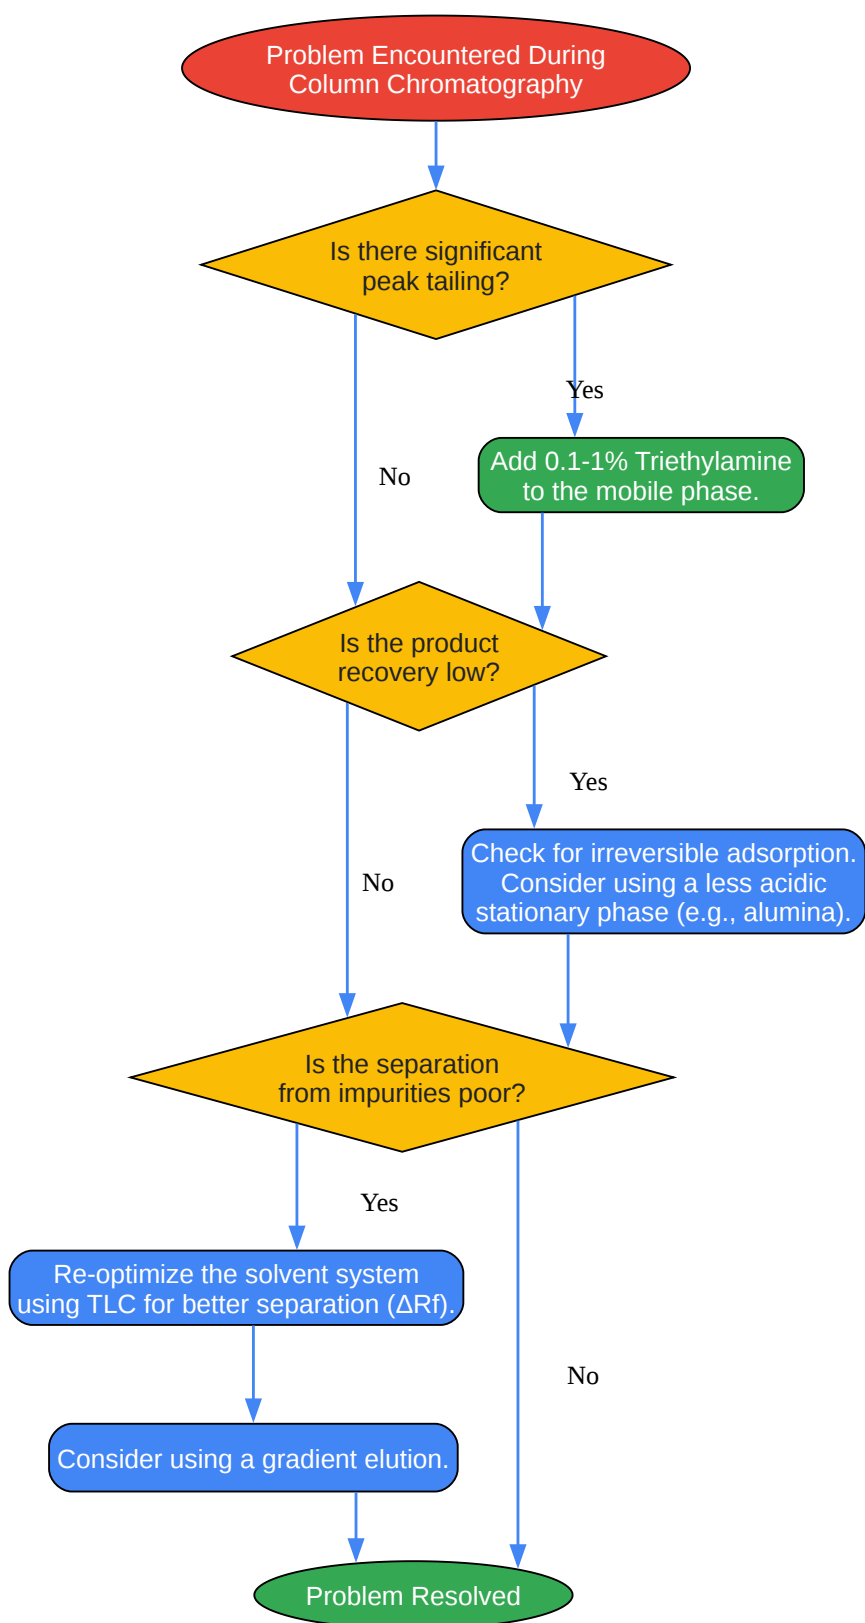 Problem Encountered During
Column Chromatography
Is there significant
peak tailing?
Yes
Add 0.1-1% Triethylamine
to the mobile phase.
No
Is the product
recovery low?
Yes
Check for irreversible adsorption.
Consider using a less acidic
stationary phase (e.g., alumina).
No
Is the separation
from impurities poor?
Yes
Re-optimize the solvent system
using TLC for better separation (ΔRf).
No
Consider using a gradient elution.
Problem Resolved